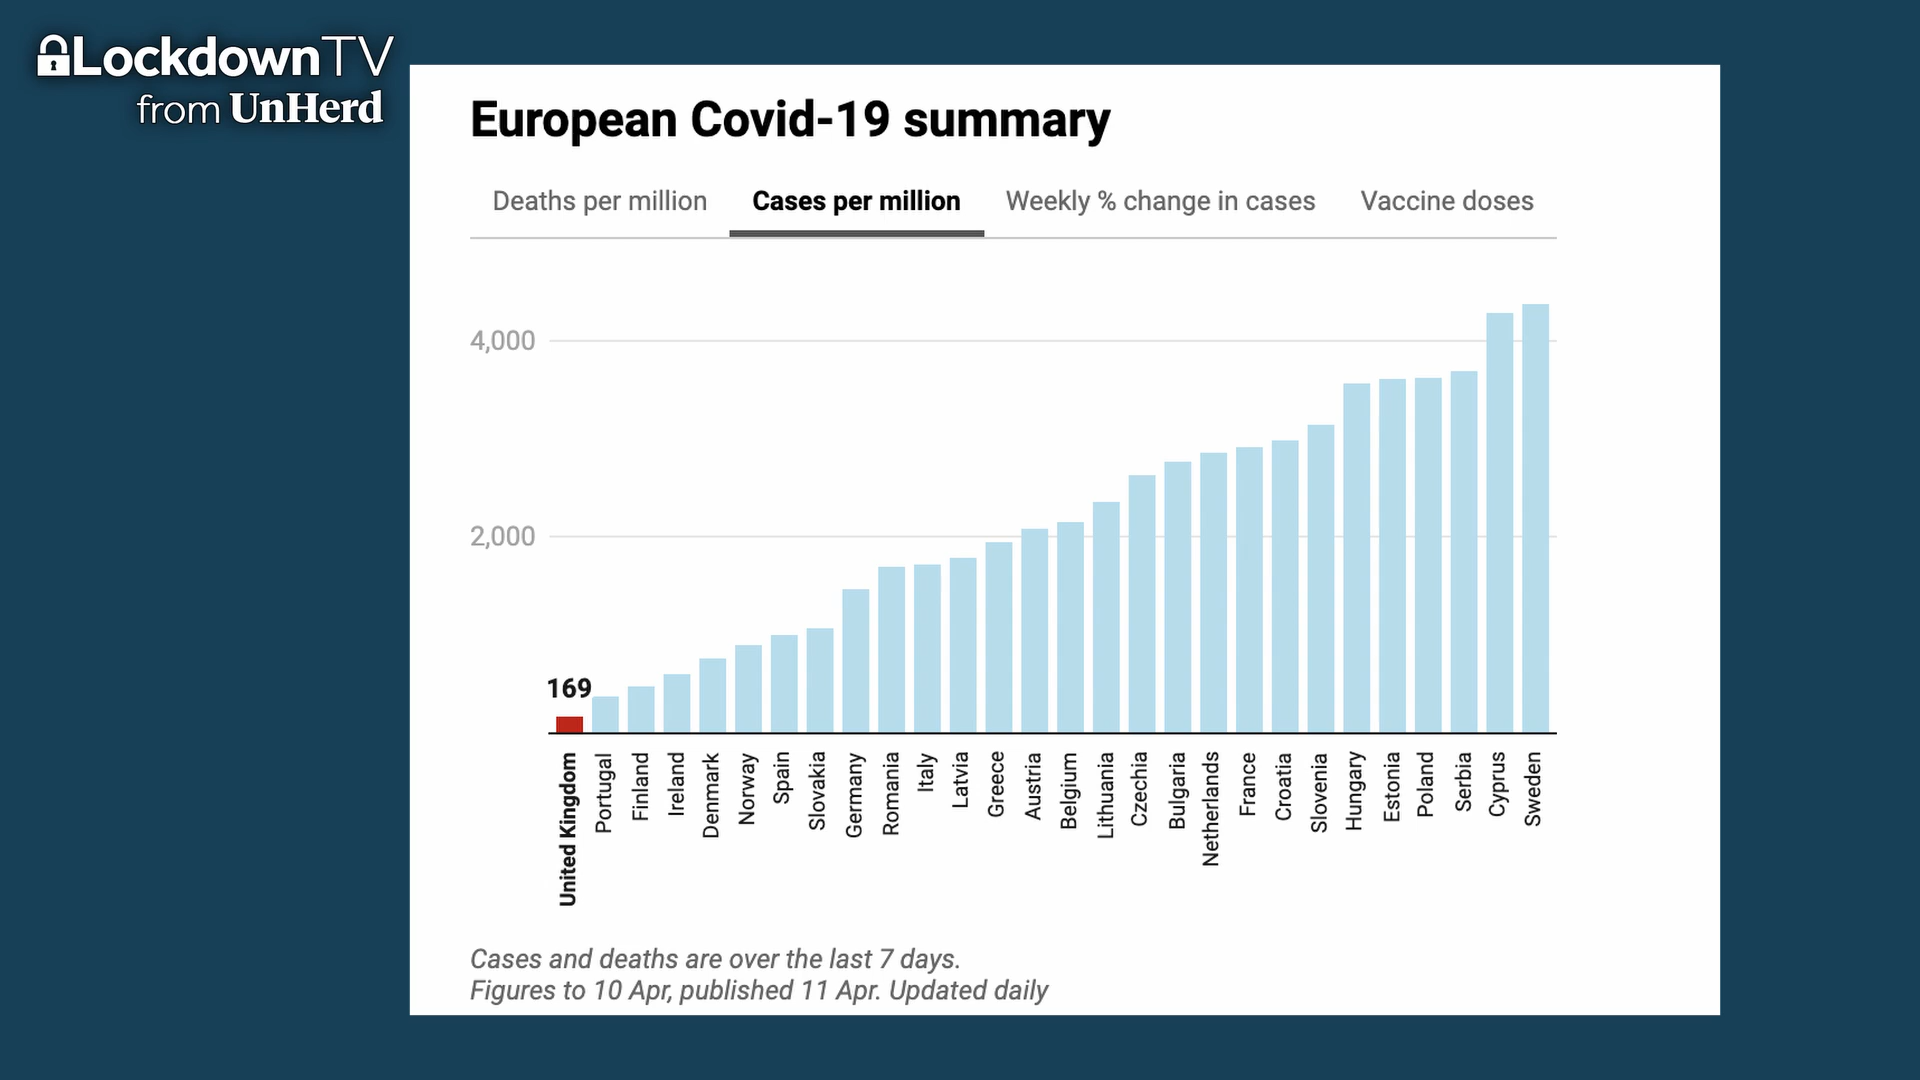 LockdownTV
from UnHerd
European Covid-19 summary
Deaths per million Cases per million Weekly % change in cases Vaccine doses
4,000
2,000
169
United Kingdom
Portugal
Finland
Ireland
Denmark
Norway
Spain
Slovakia
Germany
Romania
Italy
Latvia
Greece
Austria
Belgium
Lithuania
Czechia
Bulgaria
Netherlands
France
Croatia
Slovenia
Hungary
Estonia
Poland
Serbia
Cyprus
Sweden
Cases and deaths are over the last 7 days.
Figures to 10 Apr, published 11 Apr. Updated daily